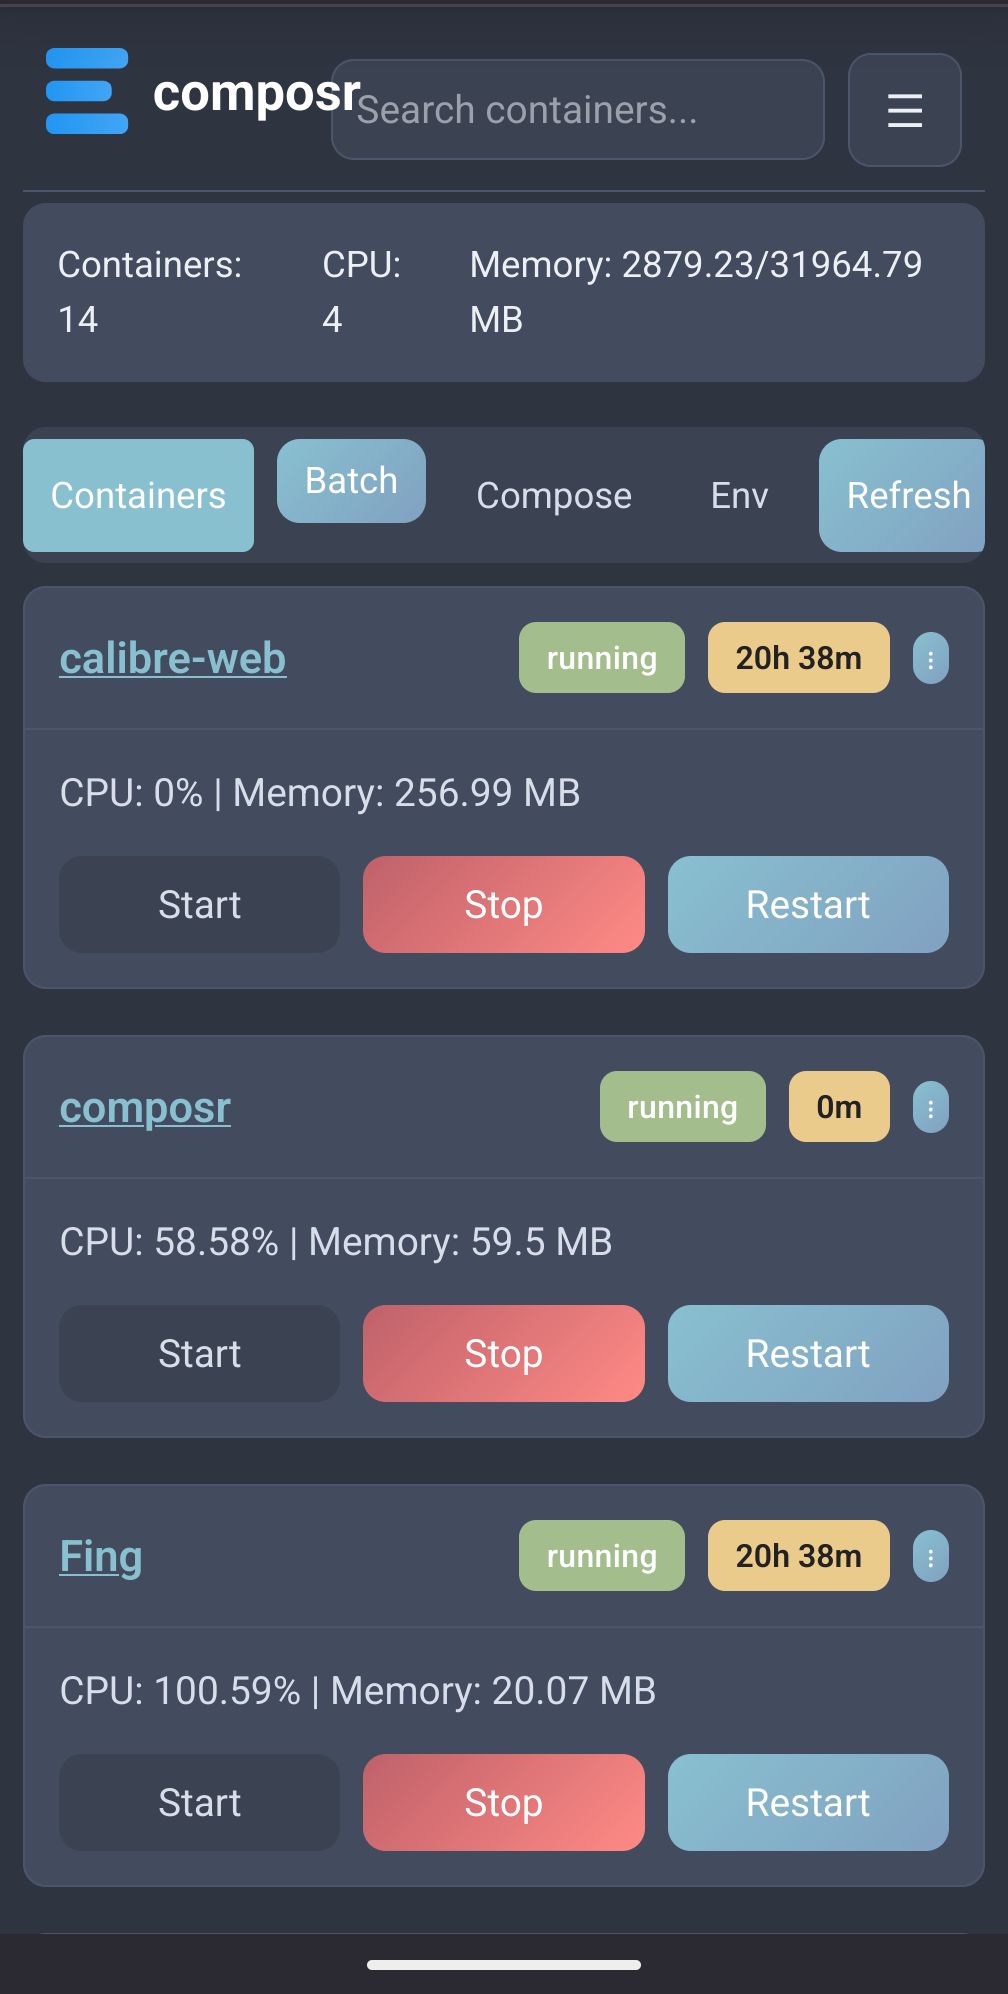 composr
Search containers...
Containers: 14
CPU: 4
Memory: 2879.23/31964.79 MB
Containers
Batch
Compose
Env
Refresh
calibre-web
running
20h 38m
CPU: 0% | Memory: 256.99 MB
Start
Stop
Restart
composr
running
0m
CPU: 58.58% | Memory: 59.5 MB
Start
Stop
Restart
Fing
running
20h 38m
CPU: 100.59% | Memory: 20.07 MB
Start
Stop
Restart